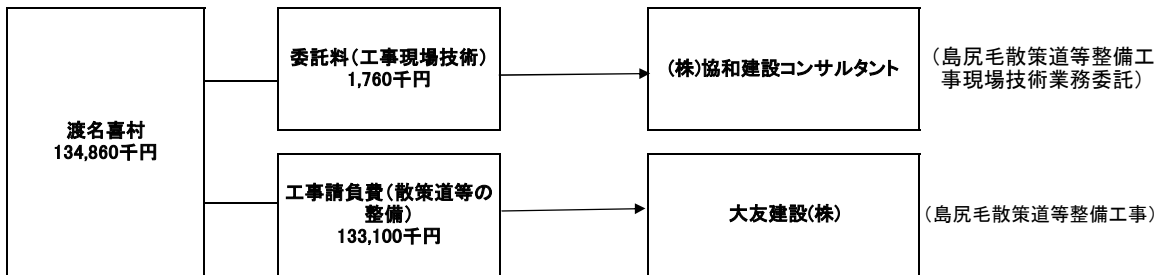 渡名喜村
134,860千円
委託料(工事現場技術)
1,760千円
(株)協和建設コンサルタント
(島尻毛散策道等整備工
事現場技術業務委託)
工事請負費(散策道等の
整備)
133,100千円
大友建設(株)
(島尻毛散策道等整備工事)